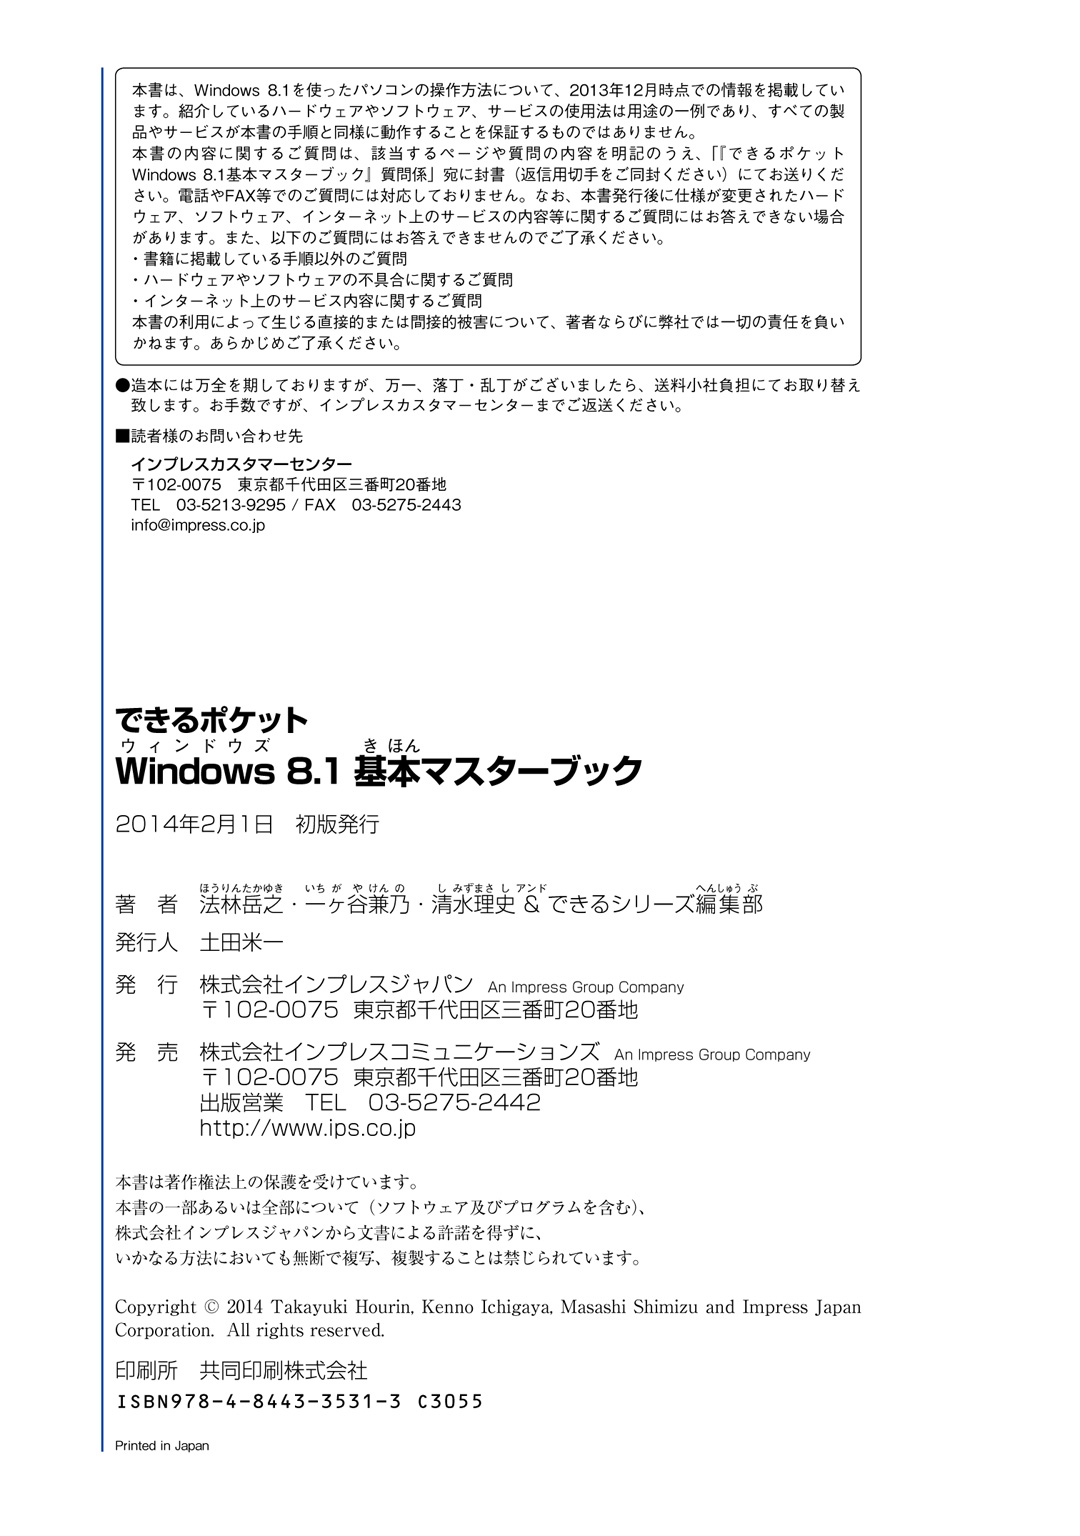 本書は、Windows 8.1を使ったパソコンの操作方法について、2013年12月時点での情報を掲載してい
ます。紹介しているハードウェアやソフトウェア、サービスの使用法は用途の一例であり、すべての製
品やサービスが本書の手順と同様に動作することを保証するものではありません。
本書の内容に関するご質問は、該当するページや質問の内容を明記のうえ、「『できるポケット
Windows 8.1基本マスターブック』質問係」宛に封書（返信用切手をご同封ください）にてお送りくだ
さい。電話やFAX等でのご質問には対応しておりません。なお、本書発行後に仕様が変更されたハード
ウェア、ソフトウェア、インターネット上のサービスの内容等に関するご質問にはお答えできない場合
があります。また、以下のご質問にはお答えできませんのでご了承ください。
・書籍に掲載している手順以外のご質問
・ハードウェアやソフトウェアの不具合に関するご質問
・インターネット上のサービス内容に関するご質問
本書の利用によって生じる直接的または間接的被害について、著者ならびに弊社では一切の責任を負い
かねます。あらかじめご了承ください。
●造本には万全を期しておりますが、万一、落丁・乱丁がございましたら、送料小社負担にてお取り替え
致します。お手数ですが、インプレスカスタマーセンターまでご返送ください。
■読者様のお問い合わせ先
インプレスカスタマーセンター
〒102-0075　東京都千代田区三番町20番地
TEL　03-5213-9295 / FAX　03-5275-2443
info@impress.co.jp
できるポケット
ウィンドウズ　き ほん
Windows 8.1 基本マスターブック
2014年2月1日　初版発行
ほうりんたかゆき　いち が や けん の　し みずまさ し アンド　へんしゅう ぶ
著　者　法林岳之・一ヶ谷兼乃・清水理史 & できるシリーズ編集部
発行人　土田米一
発　行　株式会社インプレスジャパン An Impress Group Company
〒102-0075 東京都千代田区三番町20番地
発　売　株式会社インプレスコミュニケーションズ An Impress Group Company
〒102-0075 東京都千代田区三番町20番地
出版営業　TEL　03-5275-2442
http://www.ips.co.jp
本書は著作権法上の保護を受けています。
本書の一部あるいは全部について（ソフトウェア及びプログラムを含む）、
株式会社インプレスジャパンから文書による許諾を得ずに、
いかなる方法においても無断で複写、複製することは禁じられています。
Copyright © 2014 Takayuki Hourin, Kenno Ichigaya, Masashi Shimizu and Impress Japan
Corporation. All rights reserved.
印刷所　共同印刷株式会社
ISBN978-4-8443-3531-3 C3055
Printed in Japan